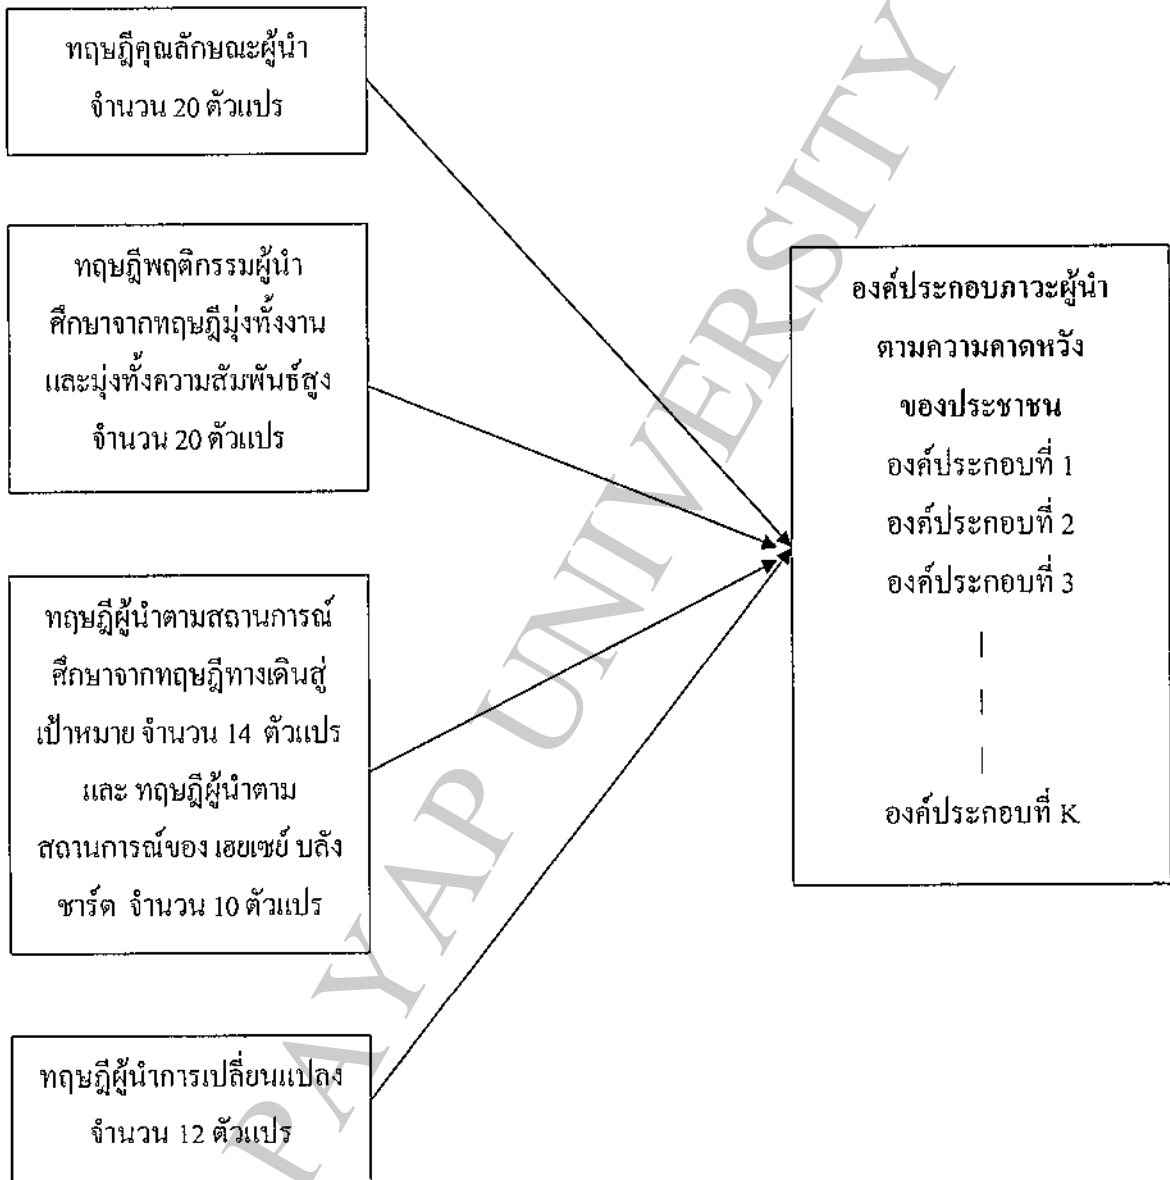 ทฤษฎีคุณลักษณะผู้นำ
จำนวน 20 ตัวแปร
ทฤษฎีพฤติกรรมผู้นำ
ศึกษาจากทฤษฎีมุ่งทั้งงาน
และมุ่งทั้งความสัมพันธ์สูง
จำนวน 20 ตัวแปร
ทฤษฎีผู้นำตามสถานการณ์
ศึกษาจากทฤษฎีทางเดินสู่
เป้าหมาย จำนวน 14 ตัวแปร
และ ทฤษฎีผู้นำตาม
สถานการณ์ของ เฮยเซย์ บลัง
ชาร์ต จำนวน 10 ตัวแปร
ทฤษฎีผู้นำการเปลี่ยนแปลง
จำนวน 12 ตัวแปร
องค์ประกอบภาวะผู้นำ
ตามความคาดหวัง
ของประชาชน
องค์ประกอบที่ 1
องค์ประกอบที่ 2
องค์ประกอบที่ 3
องค์ประกอบที่ K
PAYAP UNIVERSITY